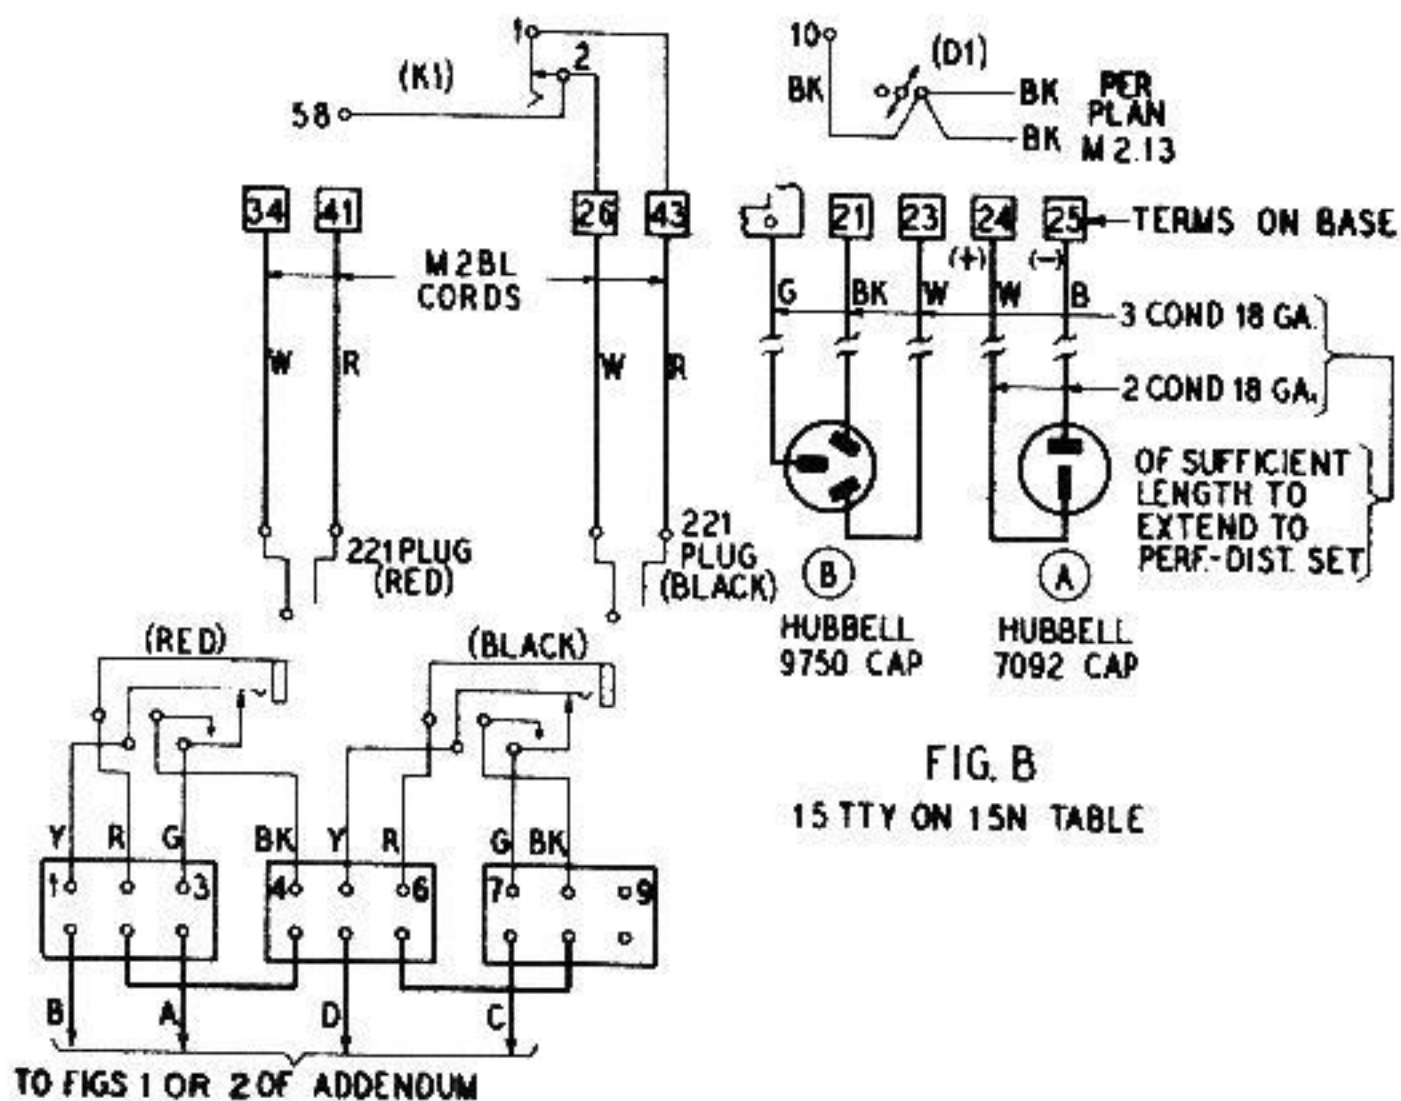 1
2
(K1)
58
10
(D1)
BK
BK
BK
PER
PLAN
M 2.13
34
41
26
43
21
23
24
25
TERMS ON BASE
(+)
(-)
M2BL
CORDS
G
BK
W
W
B
3 COND 18 GA.
W
R
W
R
2 COND 18 GA.
OF SUFFICIENT
LENGTH TO
EXTEND TO
PERF.-DIST. SET
221 PLUG
(RED)
221
PLUG
(BLACK)
B
A
HUBBELL
9750 CAP
HUBBELL
7092 CAP
(RED)
(BLACK)
FIG. B
15 TTY ON 15N TABLE
Y
R
G
BK
Y
R
G
BK
1
3
4
6
7
9
B
A
D
C
TO FIGS 1 OR 2 OF ADDENDUM